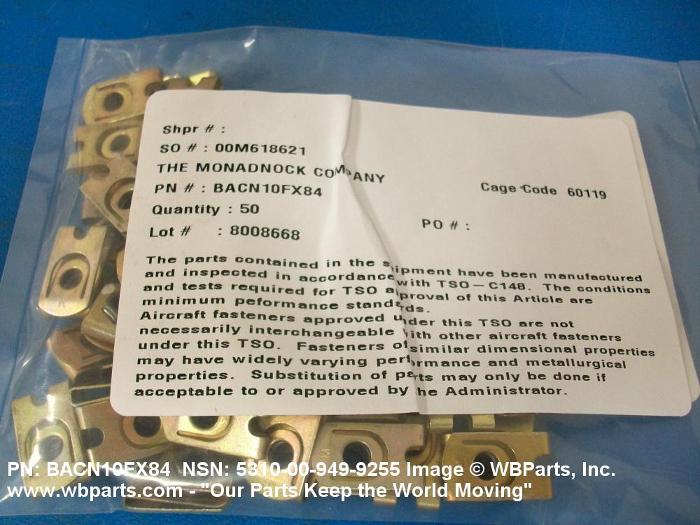 Shpr # :
SO # : 00M618621
THE MONADNOCK COMPANY
PN # : BACN10FX84
Cage Code 60119
Quantity : 50
PO # :
Lot # : 8008668
The parts contained in the shipment have been manufactured
and inspected in accordance with TSO-C148. The conditions
and tests required for TSO approval of this Article are
minimum peformance standards.
Aircraft fasteners approved under this TSO are not
necessarily interchangeable with other aircraft fasteners
under this TSO. Fasteners of similar dimensional properties
may have widely varying performance and metallurgical
properties. Substitution of parts may only be done if
acceptable to or approved by the Administrator.
PN: BACN10FX84 NSN: 5310-00-949-9255 Image © WBParts, Inc.
www.wbparts.com - "Our Parts Keep the World Moving"